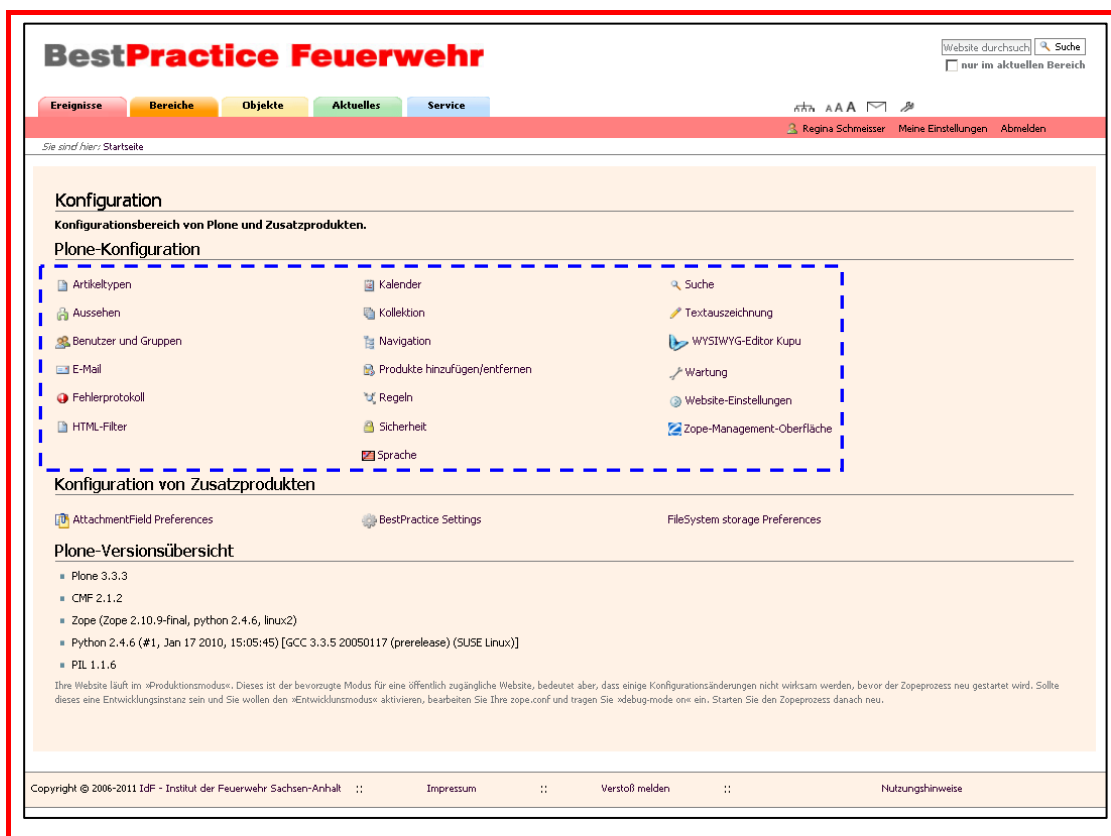 BestPractice Feuerwehr
Website durchsuch Suche
nur im aktuellen Bereich
Ereignisse Bereiche Objekte Aktuelles Service
A A A
Regina Schmeisser Meine Einstellungen Abmelden
Sie sind hier: Startseite
Konfiguration
Konfigurationsbereich von Plone und Zusatzprodukten.
Plone-Konfiguration
Artikeltypen Kalender Suche
Aussehen Kollektion Textauszeichnung
Benutzer und Gruppen Navigation WYSIWYG-Editor Kupu
E-Mail Produkte hinzufügen/entfernen Wartung
Fehlerprotokoll Regeln Website-Einstellungen
HTML-Filter Sicherheit Zope-Management-Oberfläche
Sprache
Konfiguration von Zusatzprodukten
AttachmentField Preferences BestPractice Settings FileSystem storage Preferences
Plone-Versionsübersicht
Plone 3.3.3
CMF 2.1.2
Zope (Zope 2.10.9-final, python 2.4.6, linux2)
Python 2.4.6 (#1, Jan 17 2010, 15:05:45) [GCC 3.3.5 20050117 (prerelease) (SUSE Linux)]
PIL 1.1.6
Ihre Website läuft im »Produktionsmodus«. Dieses ist der bevorzugte Modus für eine öffentlich zugängliche Website, bedeutet aber, dass einige Konfigurationsänderungen nicht wirksam werden, bevor der Zopeprozess neu gestartet wird. Sollte
dieses eine Entwicklungsinstanz sein und Sie wollen den »Entwicklunsmodus« aktivieren, bearbeiten Sie Ihre zope.conf und tragen Sie »debug-mode on« ein. Starten Sie den Zopeprozess danach neu.
Copyright © 2006-2011 IdF - Institut der Feuerwehr Sachsen-Anhalt :: Impressum :: Verstoß melden :: Nutzungshinweise